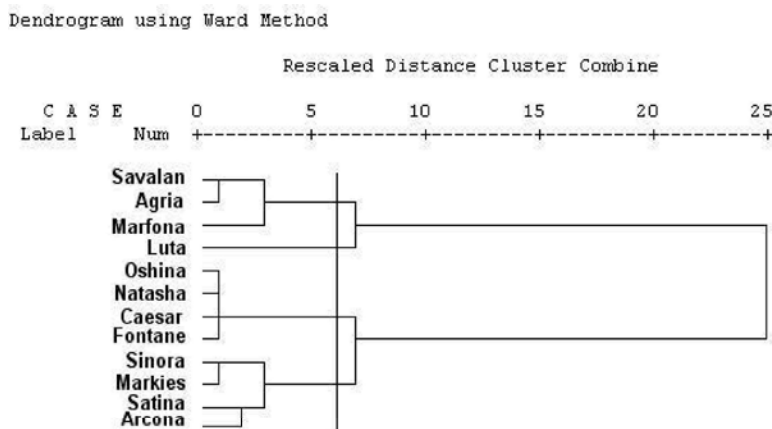 Dendrogram using Ward Method
Rescaled Distance Cluster Combine
C A S E 0 5 10 15 20 25
Label Num +---------+---------+---------+---------+---------+
Savalan
Agria
Marfona
Luta
Oshina
Natasha
Caesar
Fontane
Sinora
Markies
Satina
Arcona